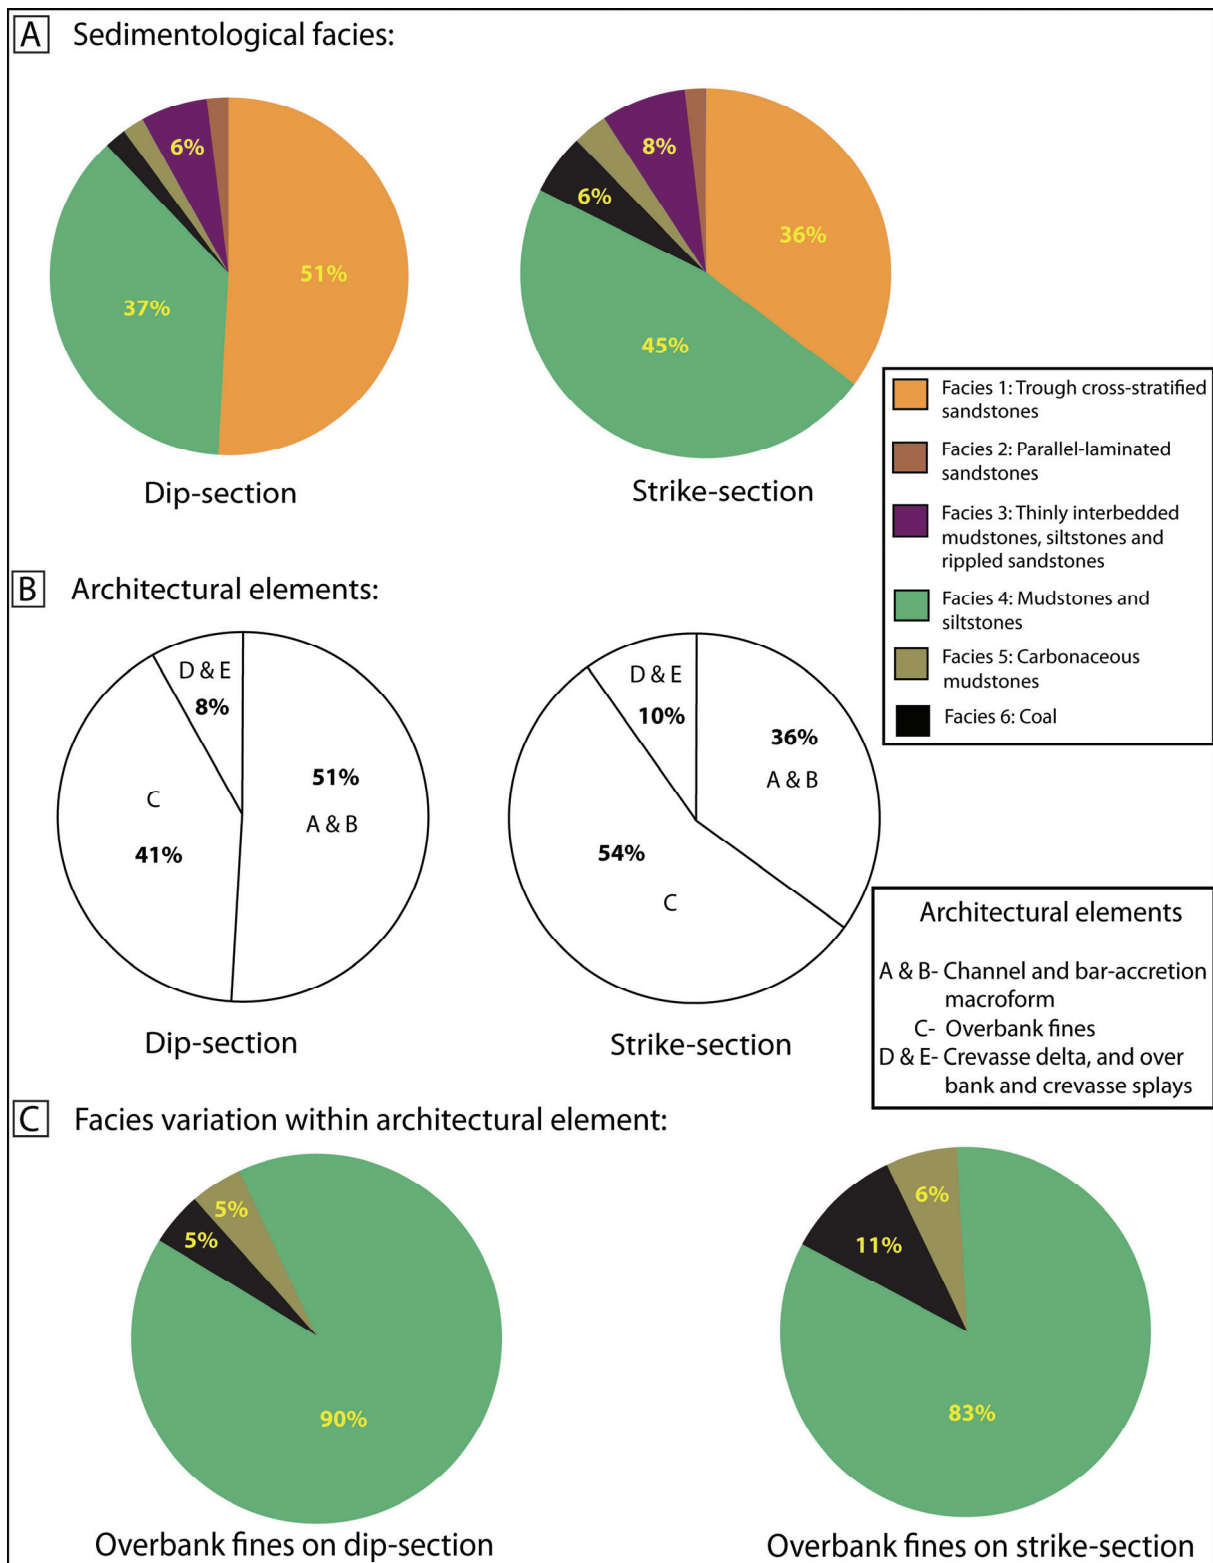 A Sedimentological facies:
6%
51%
37%
8%
36%
6%
45%
Dip-section
Strike-section
Facies 1: Trough cross-stratified
sandstones
Facies 2: Parallel-laminated
sandstones
Facies 3: Thinly interbedded
mudstones, siltstones and
rippled sandstones
Facies 4: Mudstones and
siltstones
Facies 5: Carbonaceous
mudstones
Facies 6: Coal
B Architectural elements:
D & E
8%
51%
A & B
C
41%
D & E
10%
36%
A & B
54%
C
Dip-section
Strike-section
Architectural elements
A & B- Channel and bar-accretion
macroform
C- Overbank fines
D & E- Crevasse delta, and over
bank and crevasse splays
C Facies variation within architectural element:
5%
5%
90%
6%
11%
83%
Overbank fines on dip-section
Overbank fines on strike-section